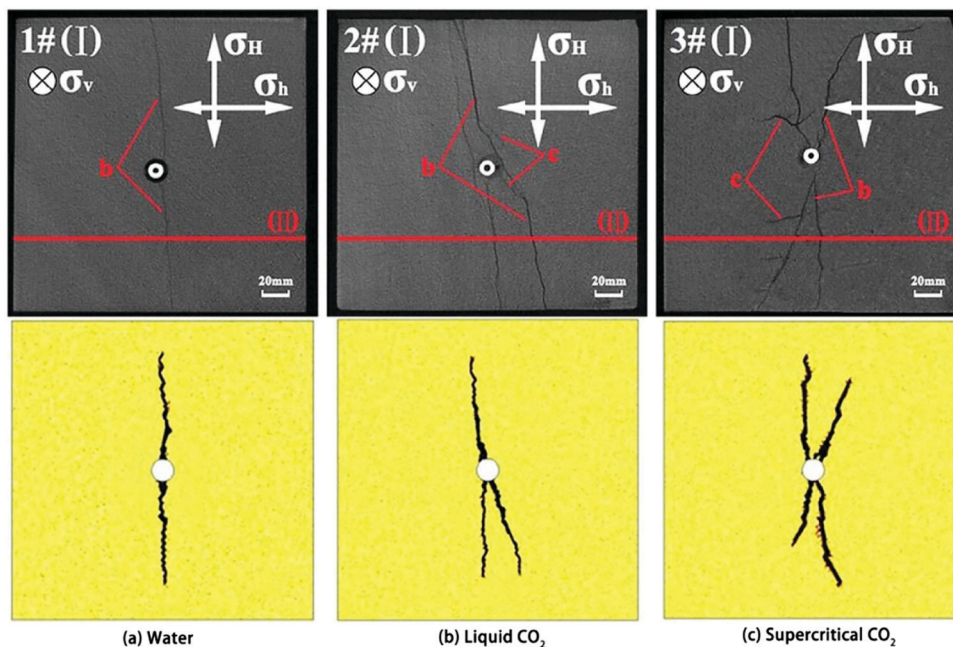 1# (I)
σH
σv
σh
b
(II)
20mm
2# (I)
σH
σv
σh
b
c
(II)
20mm
3# (I)
σH
σv
σh
c
b
(II)
20mm
(a) Water
(b) Liquid CO₂
(c) Supercritical CO₂